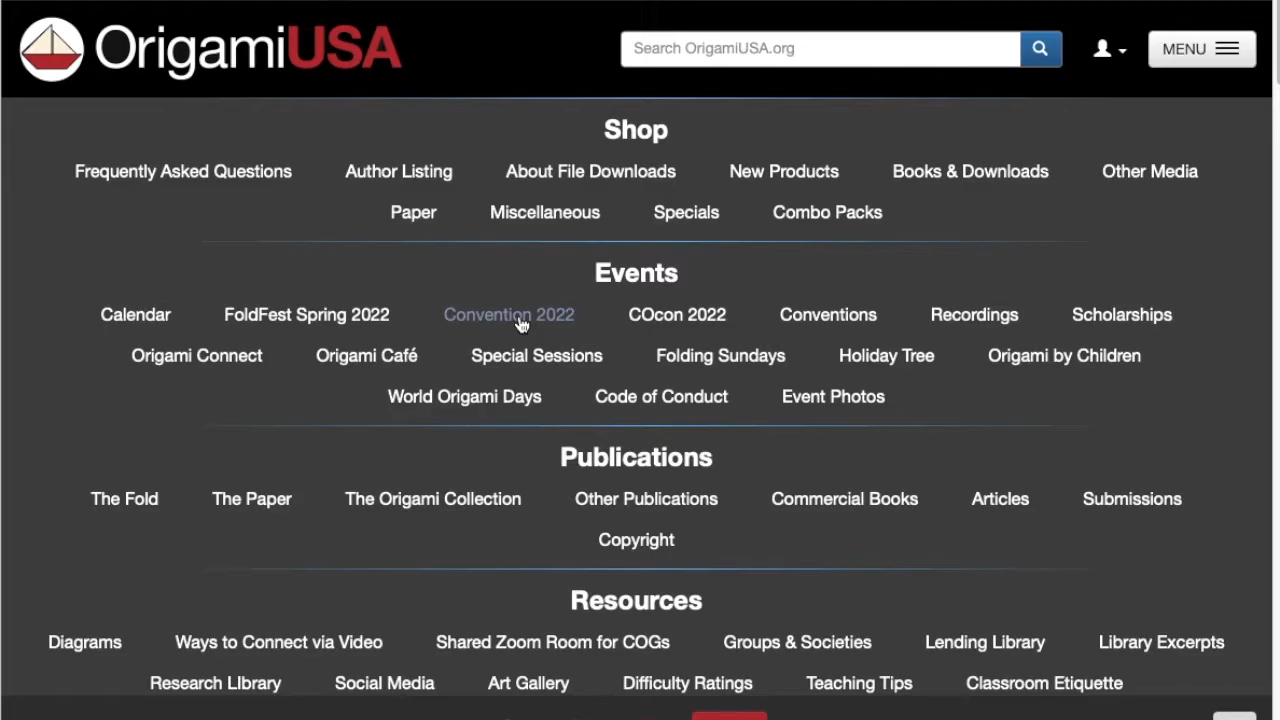 OrigamiUSA
Search OrigamiUSA.org
MENU
Shop
Frequently Asked Questions Author Listing About File Downloads New Products Books & Downloads Other Media
Paper Miscellaneous Specials Combo Packs
Events
Calendar FoldFest Spring 2022 Convention 2022 COcon 2022 Conventions Recordings Scholarships
Origami Connect Origami Café Special Sessions Folding Sundays Holiday Tree Origami by Children
World Origami Days Code of Conduct Event Photos
Publications
The Fold The Paper The Origami Collection Other Publications Commercial Books Articles Submissions
Copyright
Resources
Diagrams Ways to Connect via Video Shared Zoom Room for COGs Groups & Societies Lending Library Library Excerpts
Research LIbrary Social Media Art Gallery Difficulty Ratings Teaching Tips Classroom Etiquette